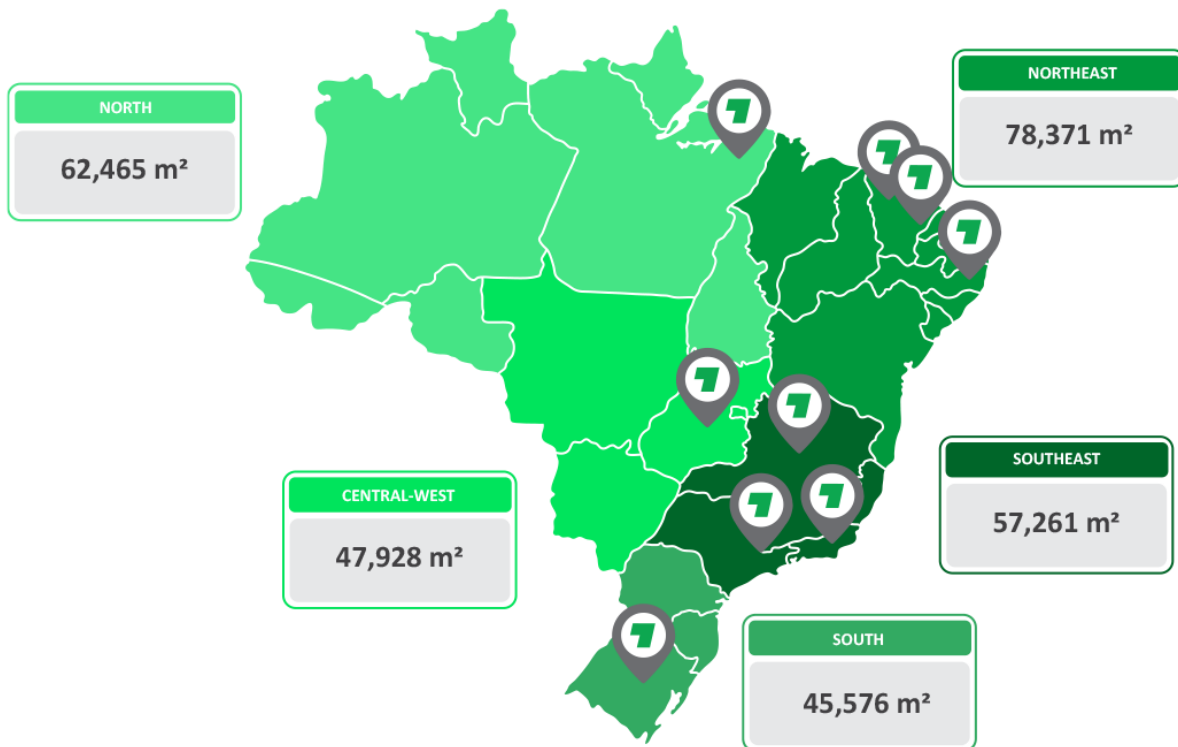 NORTH
62,465 m²
NORTHEAST
78,371 m²
CENTRAL-WEST
47,928 m²
SOUTHEAST
57,261 m²
SOUTH
45,576 m²